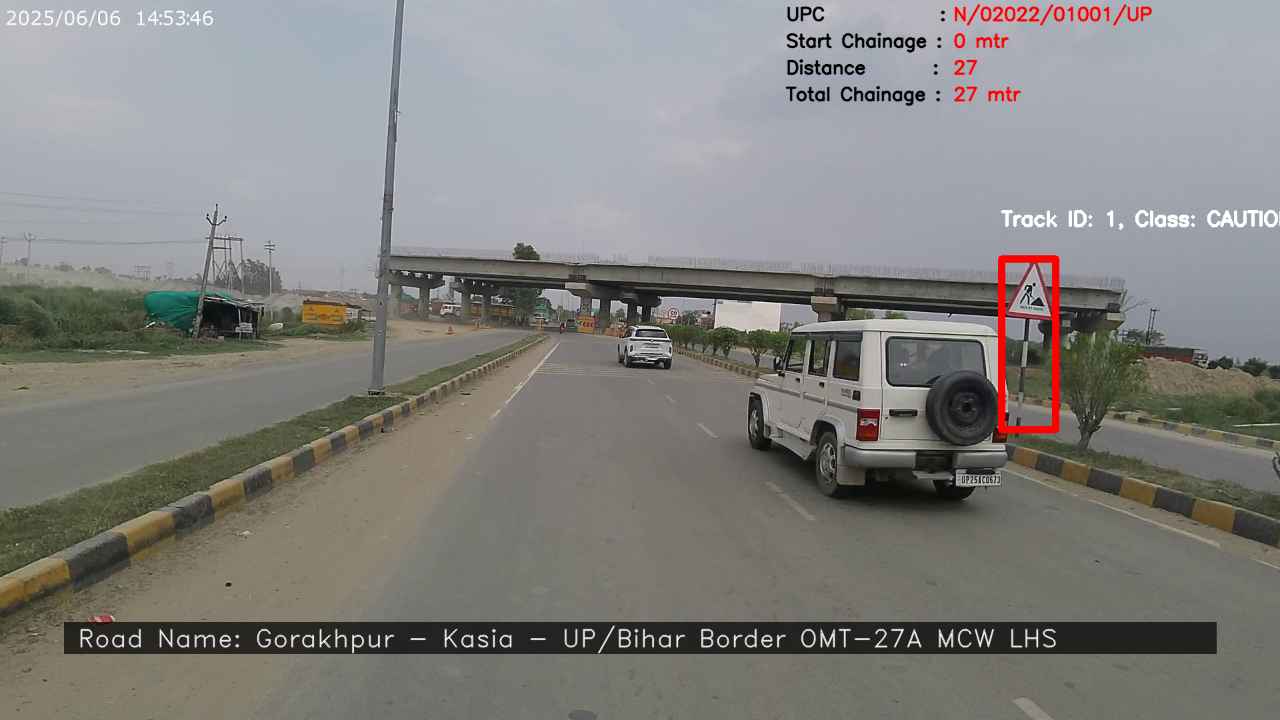 2025/06/06 14:53:46
UPC : N/02022/01001/UP
Start Chainage : 0 mtr
Distance : 27
Total Chainage : 27 mtr
Track ID: 1, Class: CAUTIO
Road Name: Gorakhpur - Kasia - UP/Bihar Border OMT-27A MCW LHS